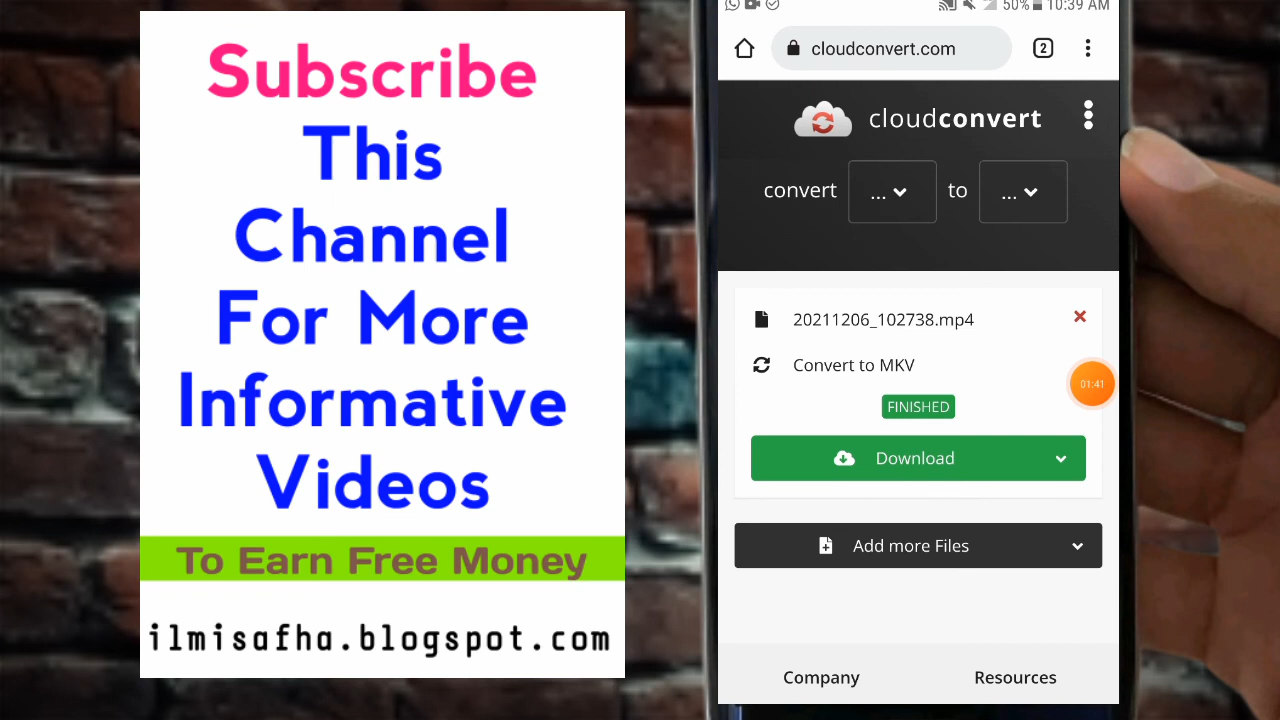 Subscribe
This
Channel
For More
Informative
Videos
To Earn Free Money
ilmisafha.blogspot.com
50% 10:39 AM
cloudconvert.com 2
cloudconvert
convert ... to ...
20211206_102738.mp4
Convert to MKV
01:41
FINISHED
Download
Add more Files
Company Resources